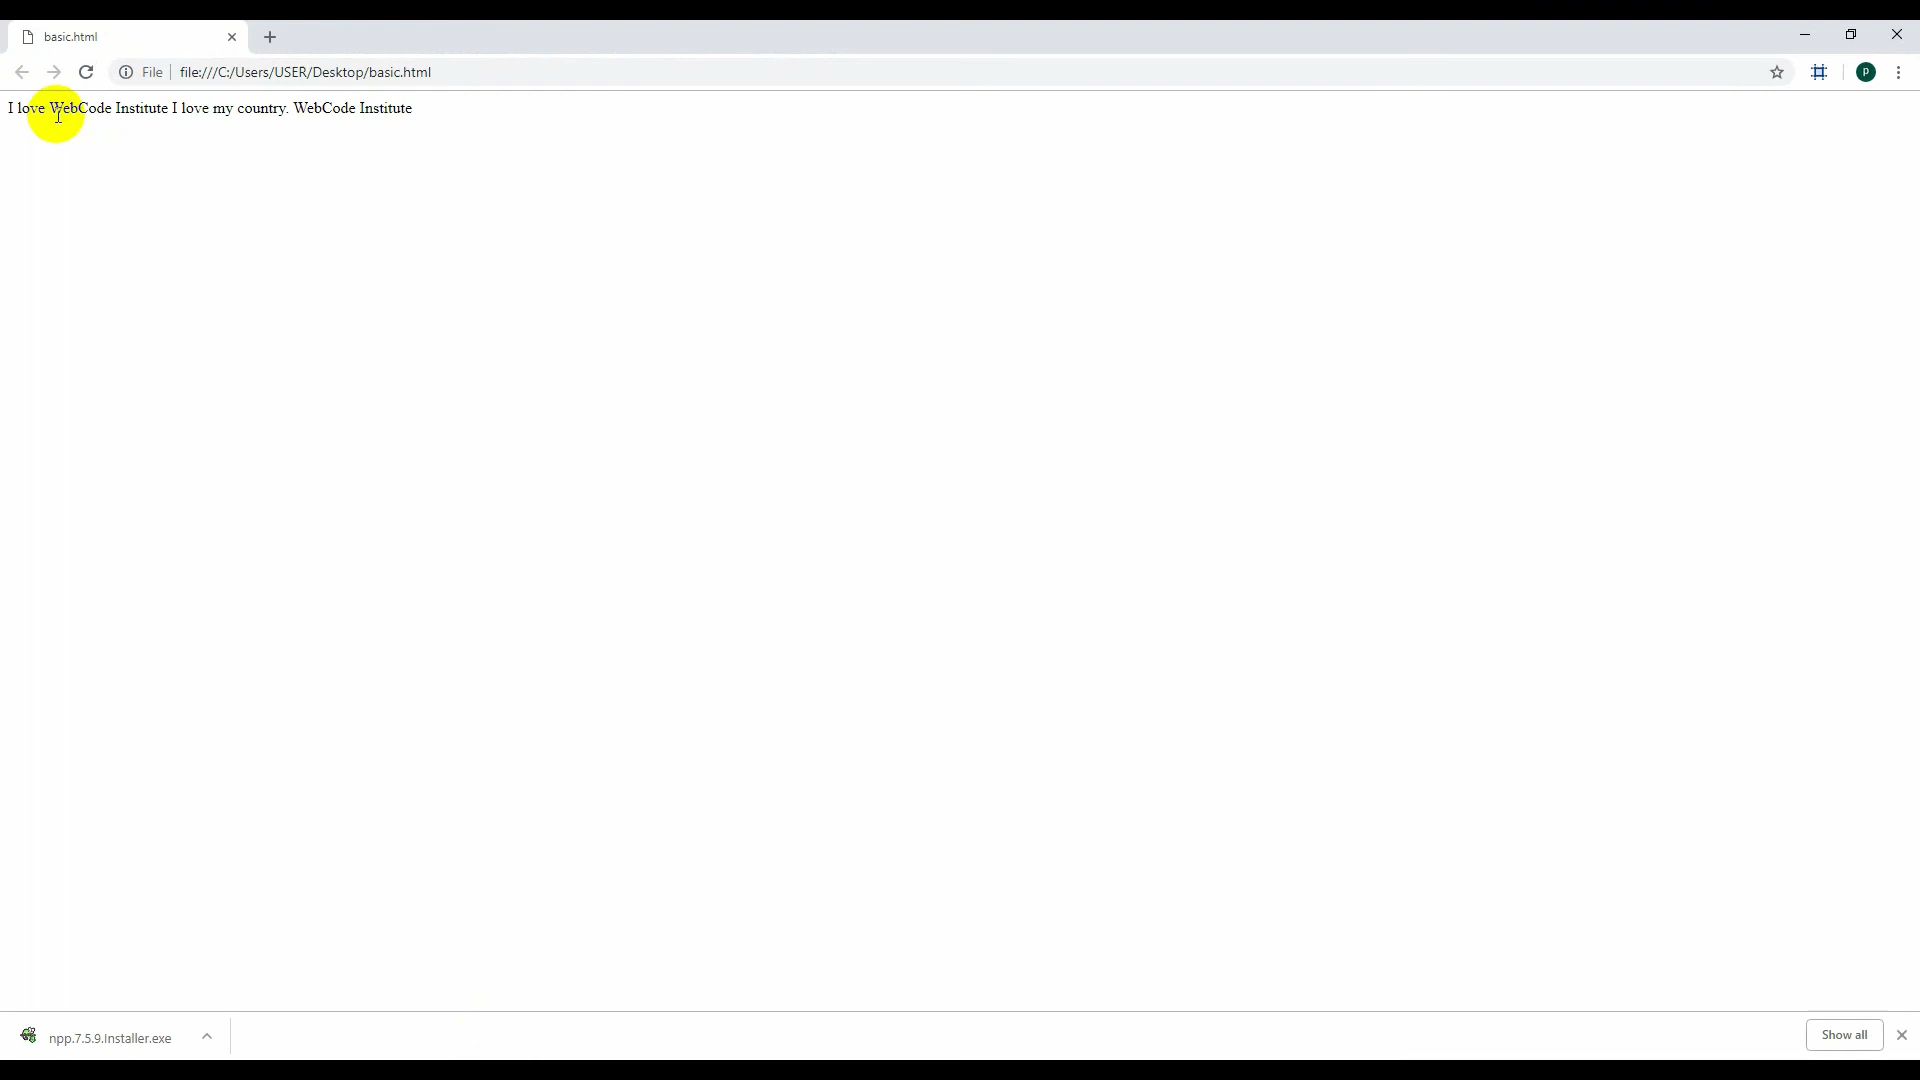 basic.html
File
file:///C:/Users/USER/Desktop/basic.html
P
I love WebCode Institute I love my country. WebCode Institute
npp.7.5.9.Installer.exe
Show all